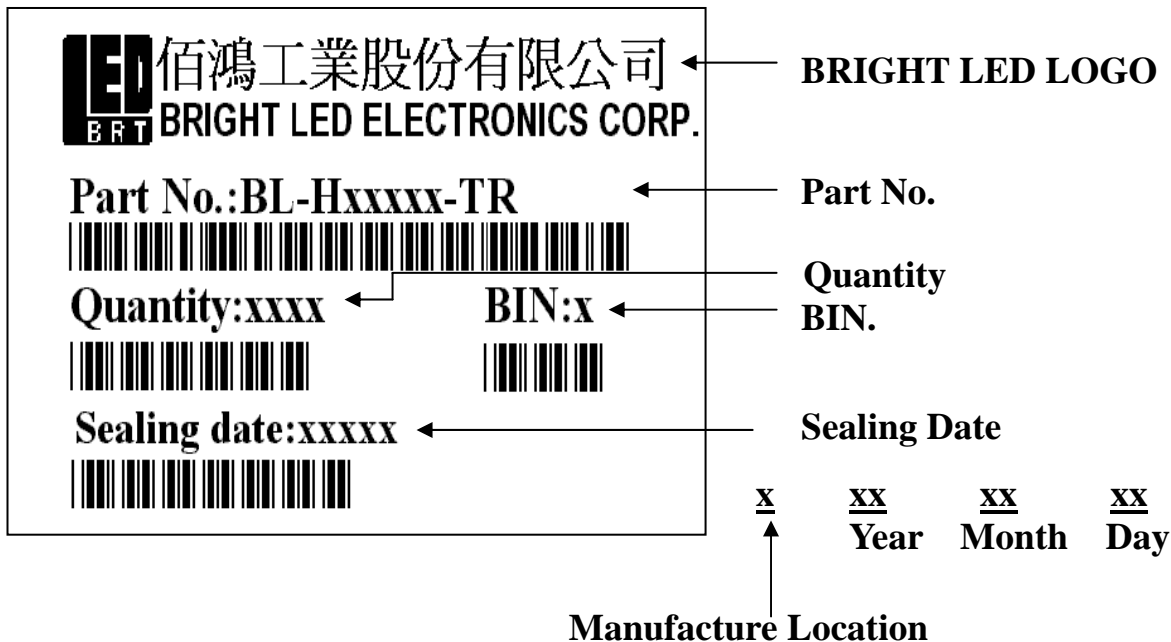 佰鴻工業股份有限公司
BRIGHT LED LOGO
LED
BRT
BRIGHT LED ELECTRONICS CORP.
Part No.:BL-Hxxxxx-TR
Part No.
Quantity
Quantity:xxxx
BIN:x
BIN.
Sealing date:xxxxx
Sealing Date
x xx xx xx
Year Month Day
Manufacture Location